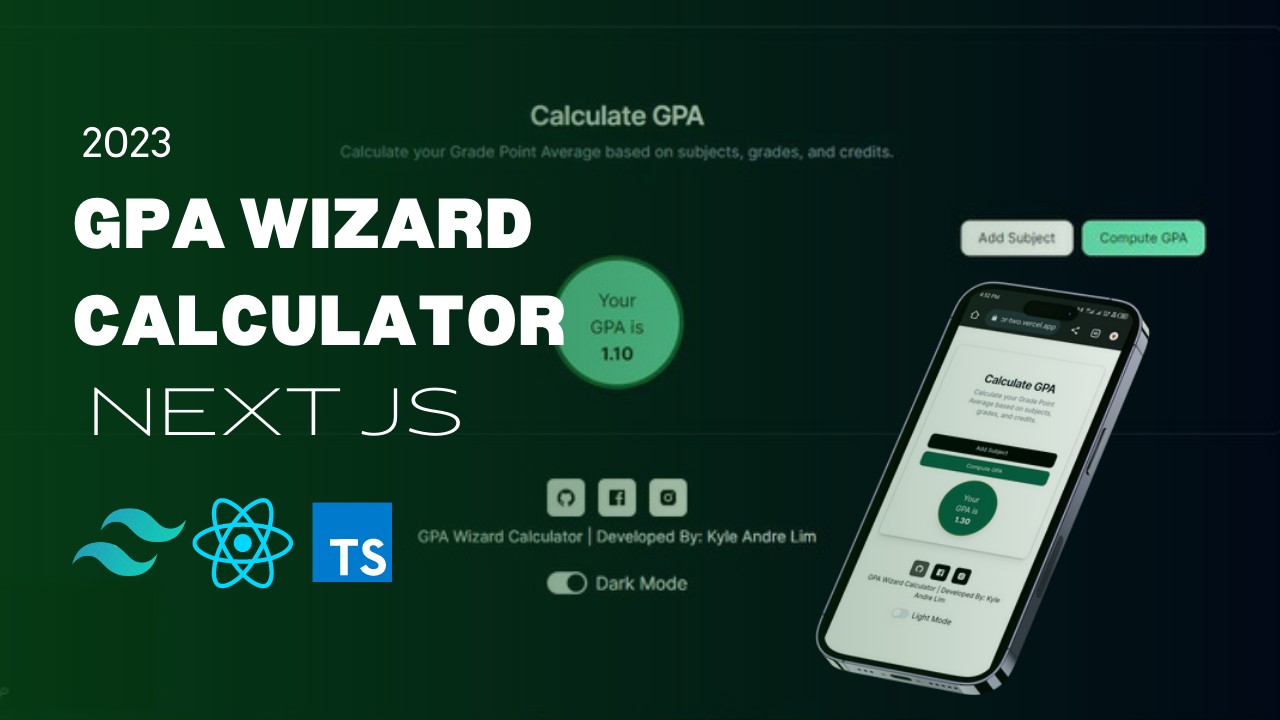 2023
GPA WIZARD
CALCULATOR
NEXT JS
TS
Calculate GPA
Calculate your Grade Point Average based on subjects, grades, and credits.
Add Subject
Compute GPA
Your
GPA is
1.10
GPA Wizard Calculator | Developed By: Kyle Andre Lim
Dark Mode
4:52 PM
or-two.vercel.app
Calculate GPA
Calculate your Grade Point
Average based on subjects,
grades, and credits.
Add Subject
Compute GPA
Your
GPA is
1.30
GPA Wizard Calculator | Developed By: Kyle
Andre Lim
Light Mode